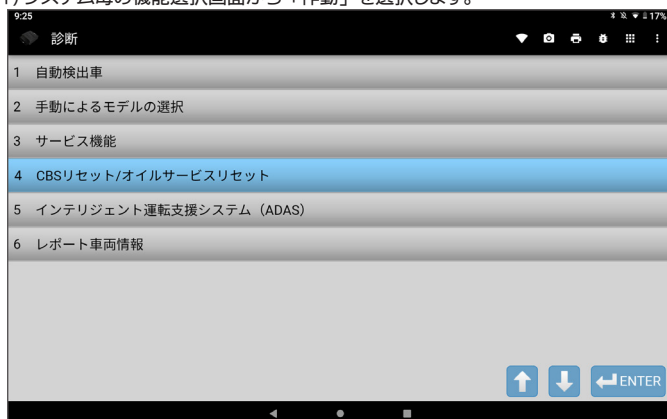 1) システム毎の機能選択画面から「作動」を選択します。
9:25
17%
診断
1 自動検出車
2 手動によるモデルの選択
3 サービス機能
4 CBSリセット/オイルサービスリセット
5 インテリジェント運転支援システム（ADAS）
6 レポート車両情報
ENTER